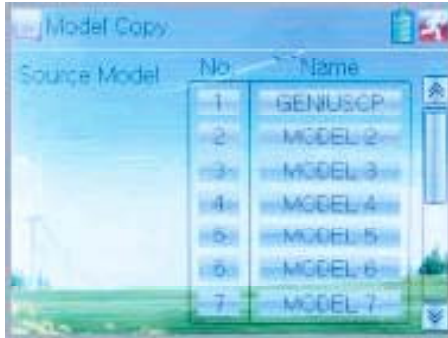 Model Copy
Source Model
No Name
1 GENIUSCP
2 MODEL 2
3 MODEL 3
4 MODEL 4
5 MODEL 5
6 MODEL 6
7 MODEL 7